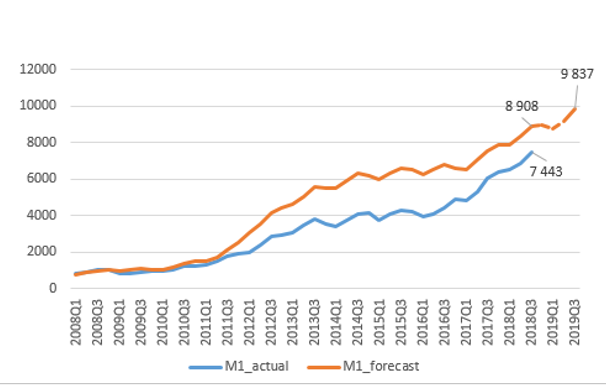 12000
10000
8000
6000
4000
2000
0
9 837
8 908
7 443
2008Q1
2008Q3
2009Q1
2009Q3
2010Q1
2010Q3
2011Q1
2011Q3
2012Q1
2012Q3
2013Q1
2013Q3
2014Q1
2014Q3
2015Q1
2015Q3
2016Q1
2016Q3
2017Q1
2017Q3
2018Q1
2018Q3
2019Q1
2019Q3
M1_actual M1_forecast